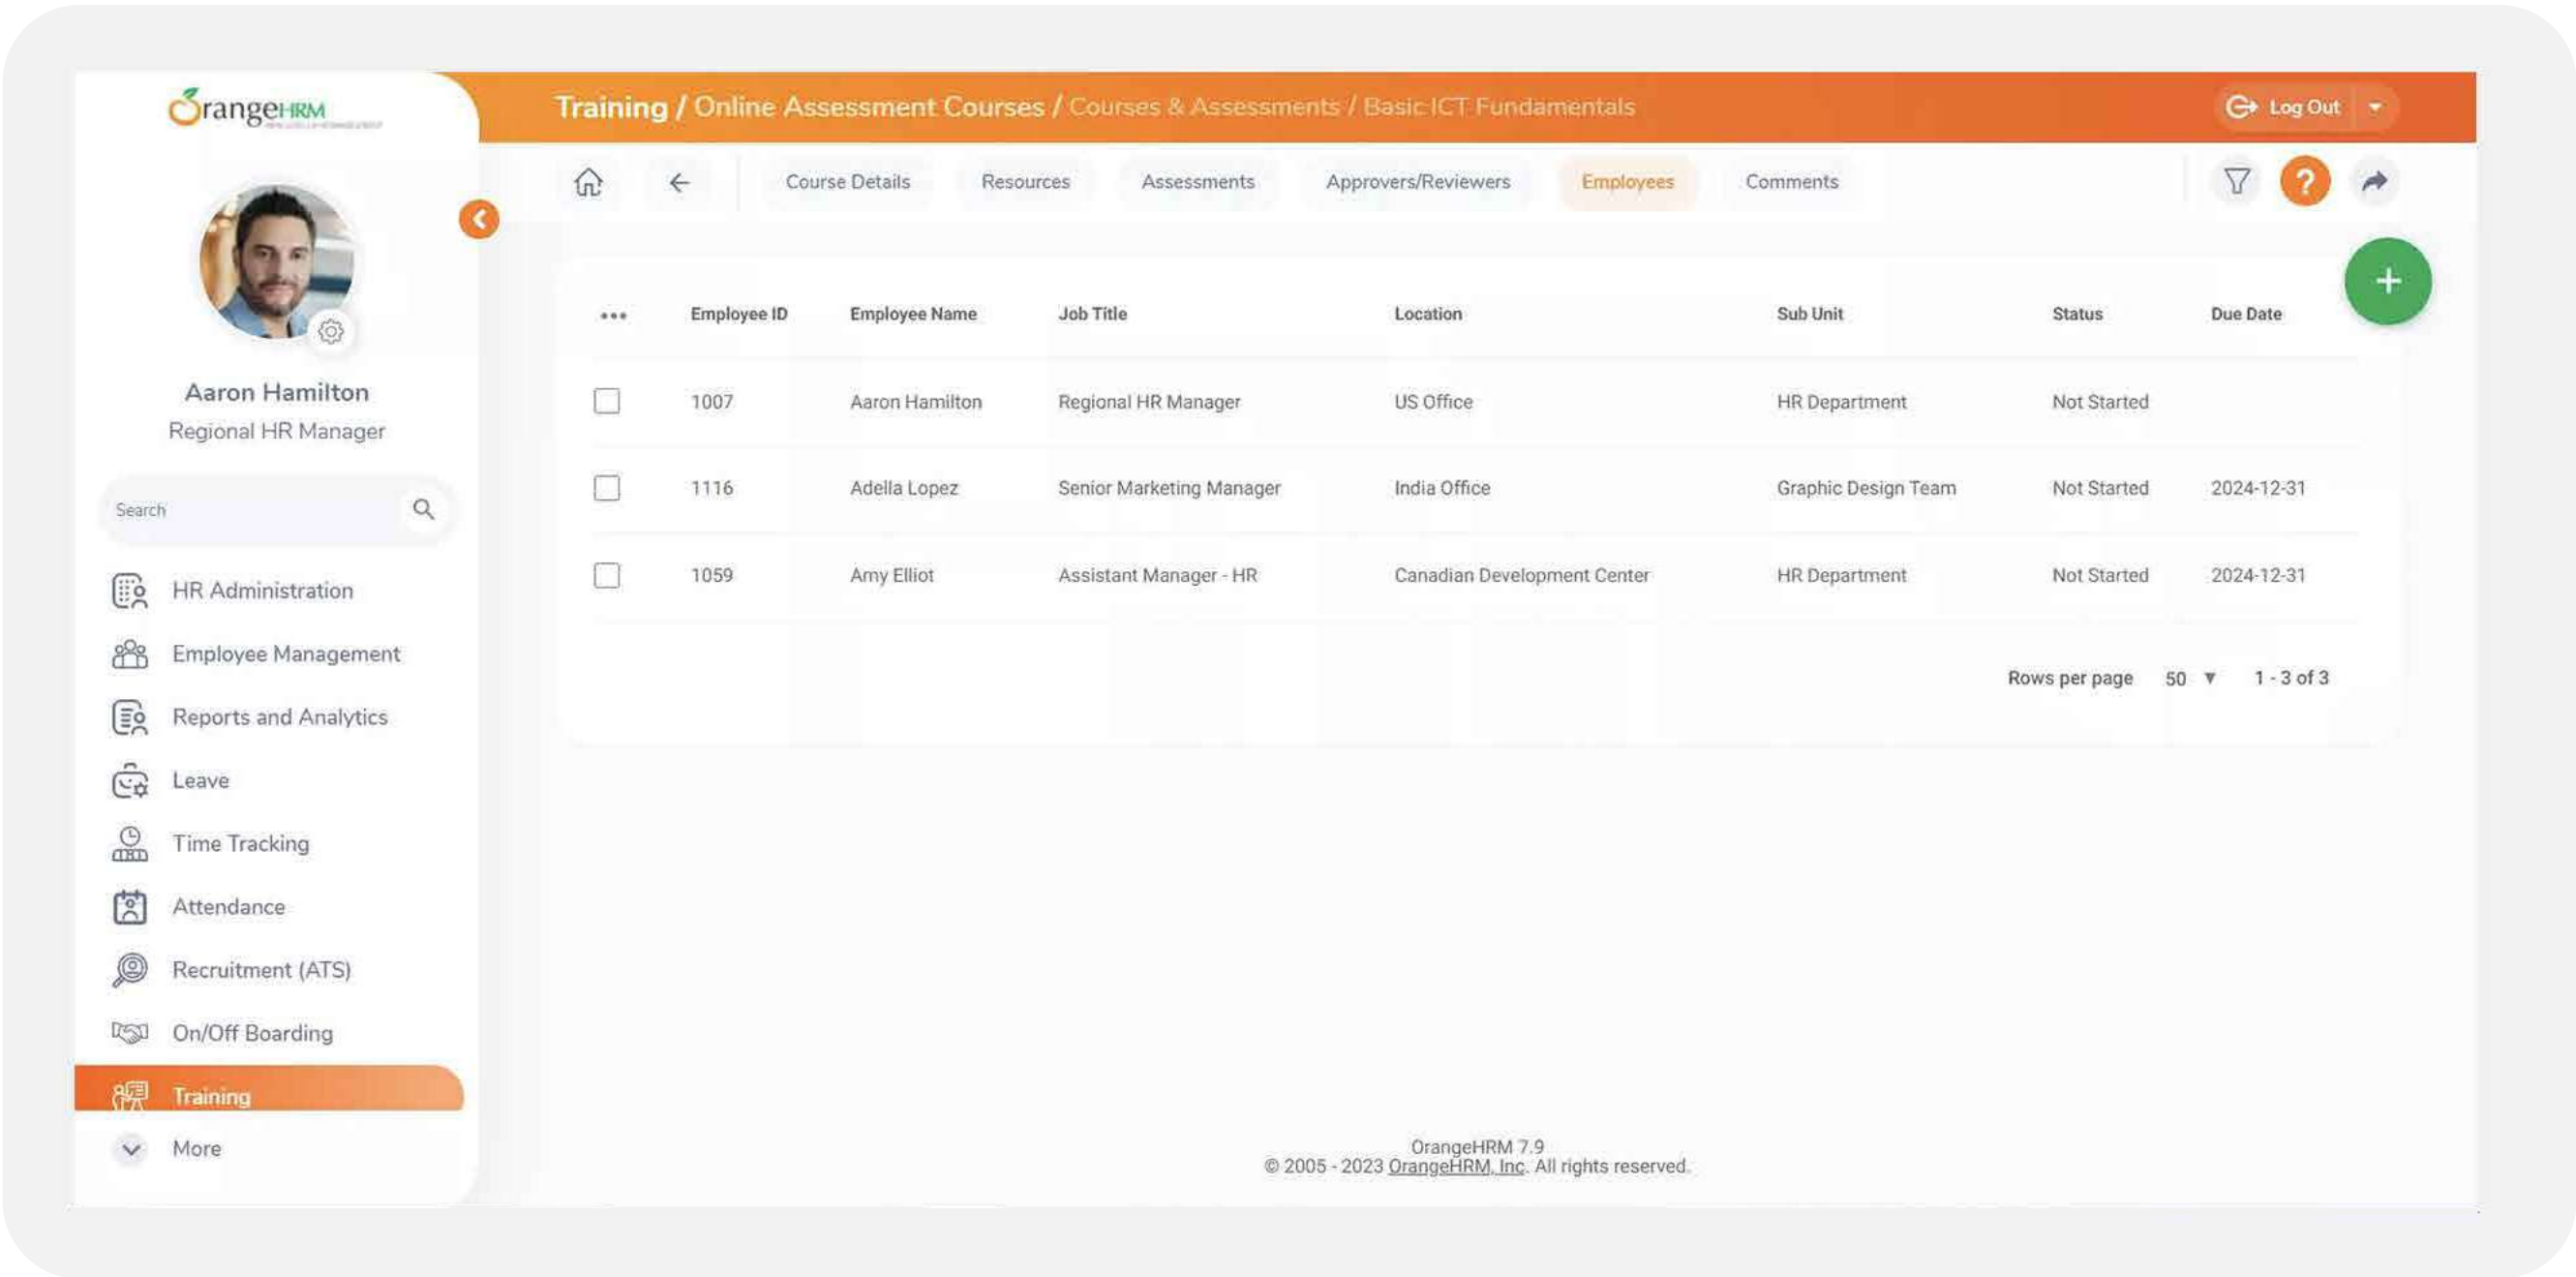 OrangeHRM
Training / Online Assessment Courses / Courses & Assessments / Basic ICT Fundamentals
Log Out
Course Details
Resources
Assessments
Approvers/Reviewers
Employees
Comments
?
Aaron Hamilton
Regional HR Manager
Search
HR Administration
Employee Management
Reports and Analytics
Leave
Time Tracking
Attendance
Recruitment (ATS)
On/Off Boarding
Training
More
Employee ID Employee Name Job Title Location Sub Unit Status Due Date
1007 Aaron Hamilton Regional HR Manager US Office HR Department Not Started
1116 Adella Lopez Senior Marketing Manager India Office Graphic Design Team Not Started 2024-12-31
1059 Amy Elliot Assistant Manager - HR Canadian Development Center HR Department Not Started 2024-12-31
Rows per page 50 1 - 3 of 3
OrangeHRM 7.9
© 2005 - 2023 OrangeHRM, Inc. All rights reserved.